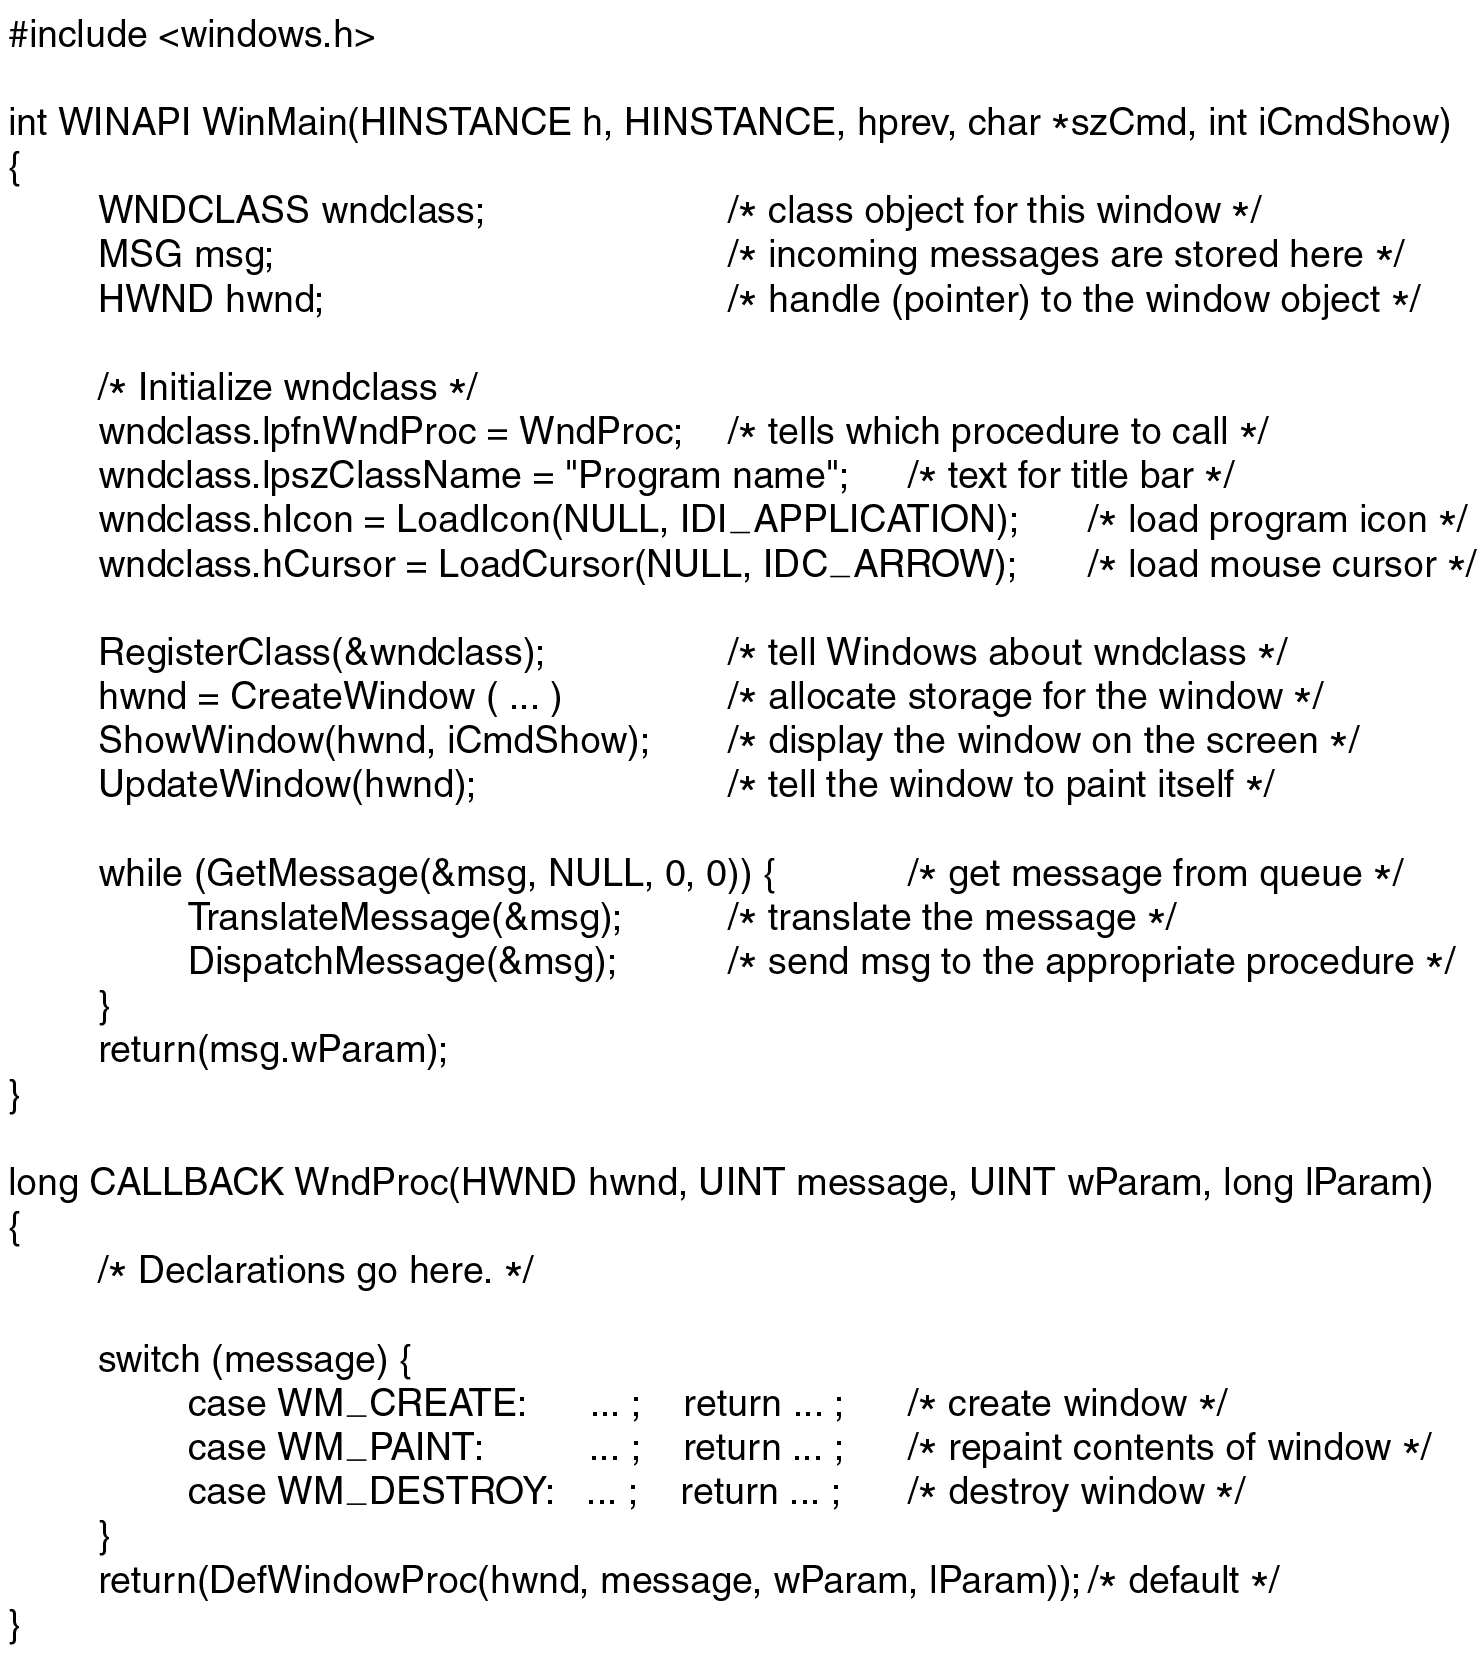 #include <windows.h>
int WINAPI WinMain(HINSTANCE h, HINSTANCE, hprev, char *szCmd, int iCmdShow)
{
WNDCLASS wndclass; /* class object for this window */
MSG msg; /* incoming messages are stored here */
HWND hwnd; /* handle (pointer) to the window object */
/* Initialize wndclass */
wndclass.lpfnWndProc = WndProc; /* tells which procedure to call */
wndclass.lpszClassName = "Program name"; /* text for title bar */
wndclass.hIcon = LoadIcon(NULL, IDI_APPLICATION); /* load program icon */
wndclass.hCursor = LoadCursor(NULL, IDC_ARROW); /* load mouse cursor */
RegisterClass(&wndclass); /* tell Windows about wndclass */
hwnd = CreateWindow ( ... ) /* allocate storage for the window */
ShowWindow(hwnd, iCmdShow); /* display the window on the screen */
UpdateWindow(hwnd); /* tell the window to paint itself */
while (GetMessage(&msg, NULL, 0, 0)) { /* get message from queue */
TranslateMessage(&msg); /* translate the message */
DispatchMessage(&msg); /* send msg to the appropriate procedure */
}
return(msg.wParam);
}
long CALLBACK WndProc(HWND hwnd, UINT message, UINT wParam, long lParam)
{
/* Declarations go here. */
switch (message) {
case WM_CREATE: ... ; return ... ; /* create window */
case WM_PAINT: ... ; return ... ; /* repaint contents of window */
case WM_DESTROY: ... ; return ... ; /* destroy window */
}
return(DefWindowProc(hwnd, message, wParam, lParam)); /* default */
}